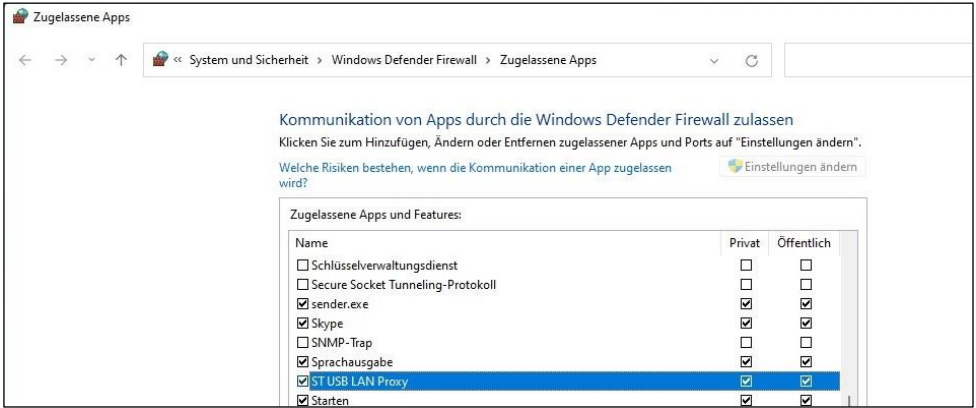 Zugelassene Apps
« System und Sicherheit › Windows Defender Firewall › Zugelassene Apps
Kommunikation von Apps durch die Windows Defender Firewall zulassen
Klicken Sie zum Hinzufügen, Ändern oder Entfernen zugelassener Apps und Ports auf "Einstellungen ändern".
Welche Risiken bestehen, wenn die Kommunikation einer App zugelassen
wird?
Einstellungen ändern
Zugelassene Apps und Features:
Name Privat Öffentlich
Schlüsselverwaltungsdienst
Secure Socket Tunneling-Protokoll
sender.exe
Skype
SNMP-Trap
Sprachausgabe
ST USB LAN Proxy
Starten